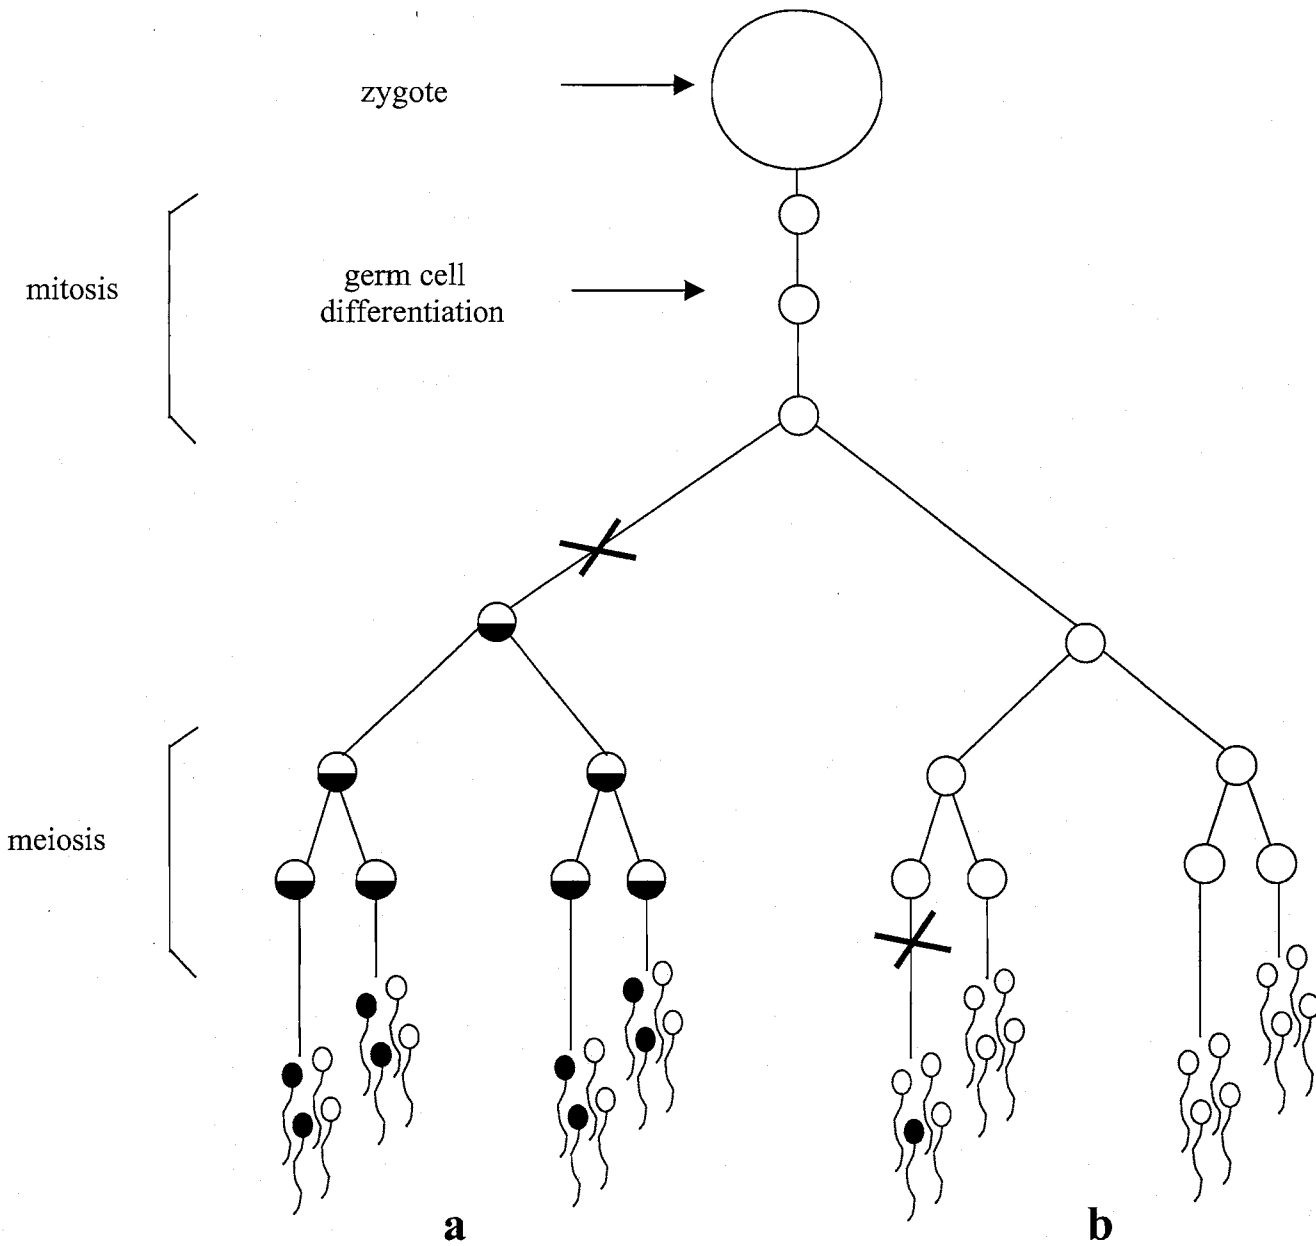 zygote
mitosis
germ cell
differentiation
meiosis
a
b